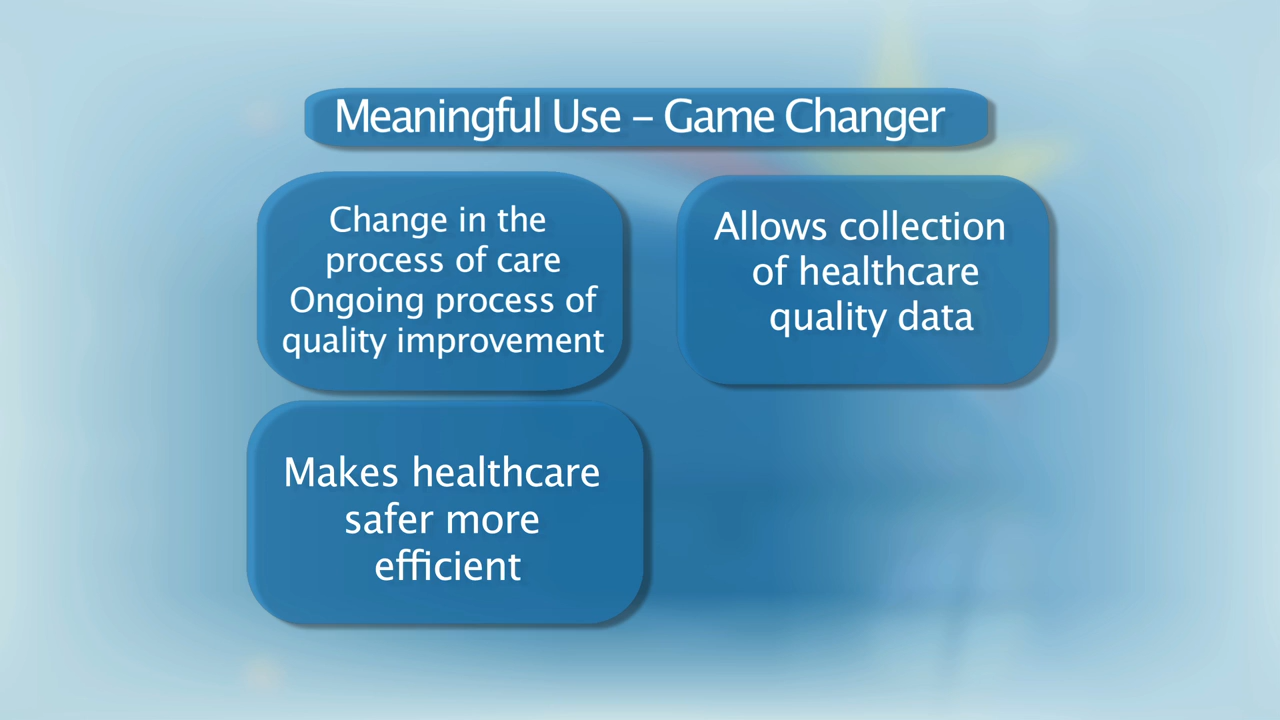 Meaningful Use – Game Changer
Change in the
process of care
Ongoing process of
quality improvement
Allows collection
of healthcare
quality data
Makes healthcare
safer more
efficient